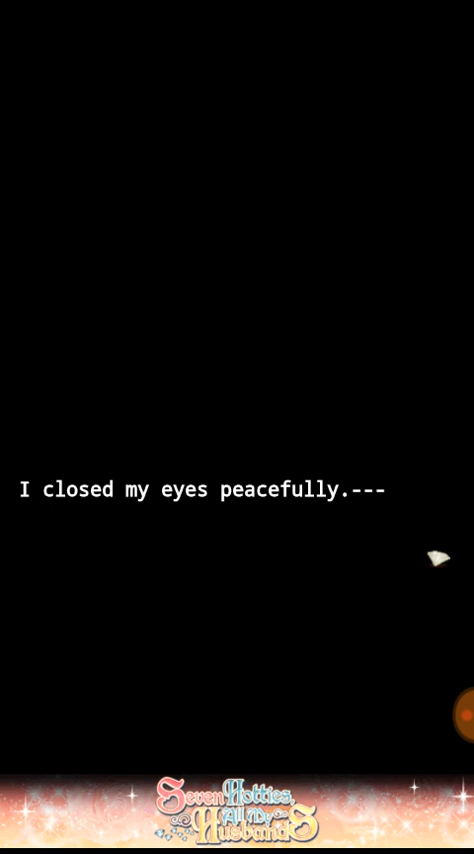 I closed my eyes peacefully.---
Seven Hotties,
All My
Husbands